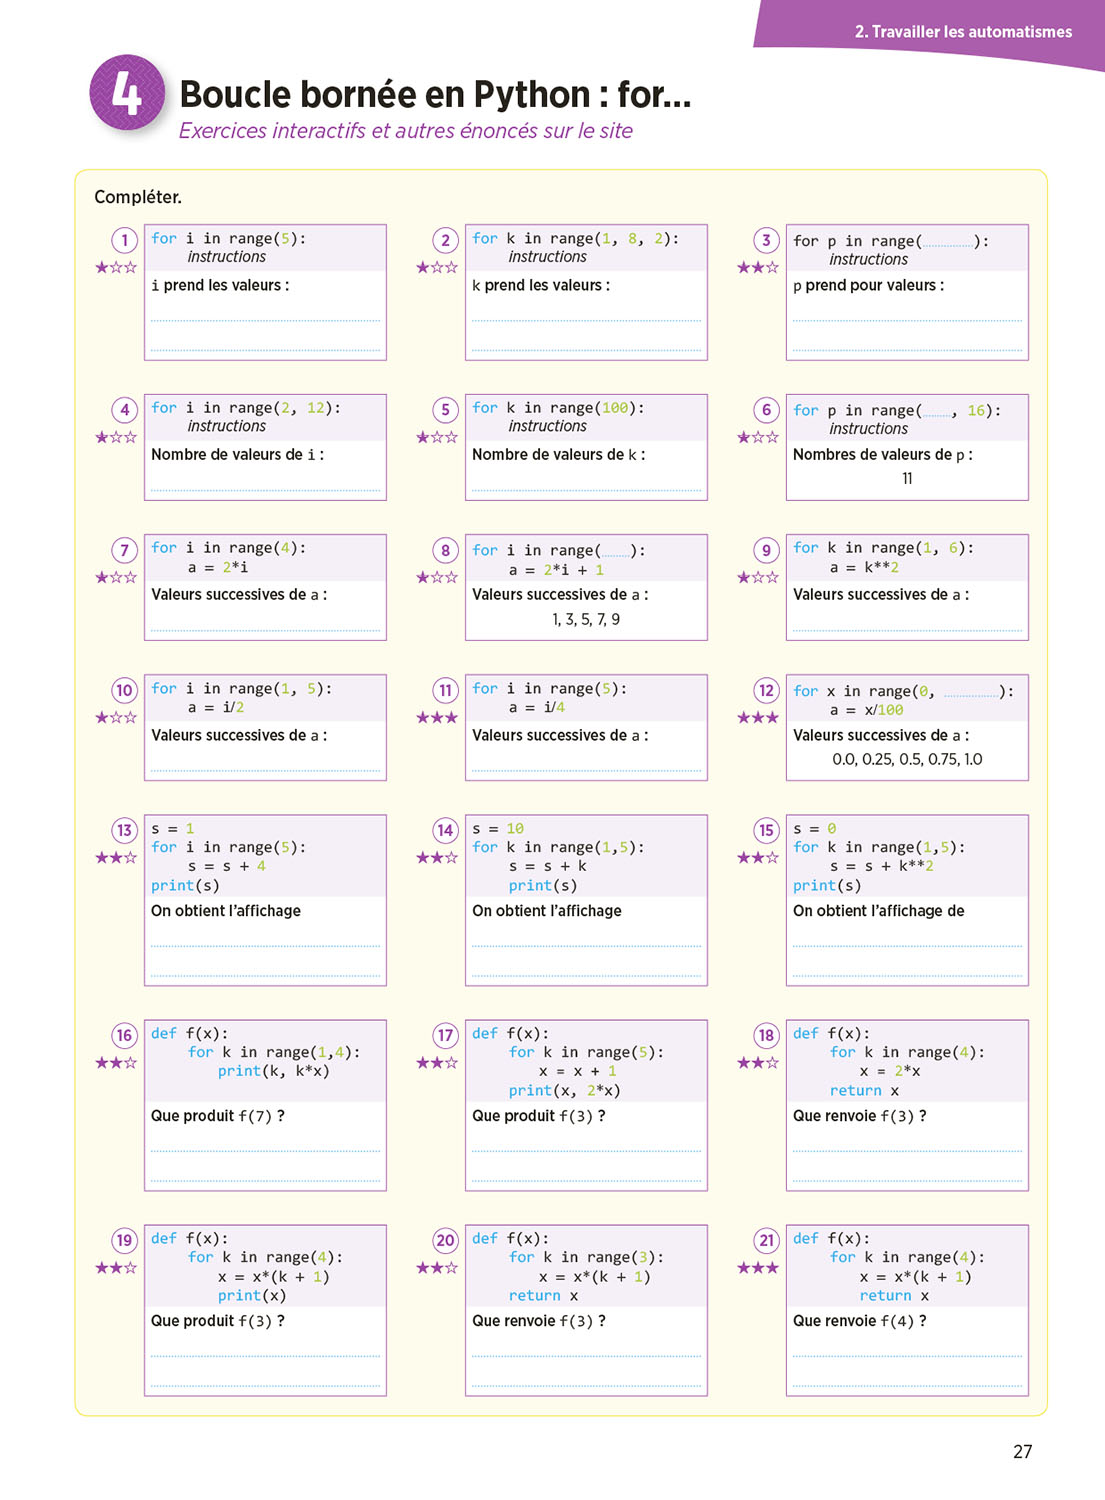 2. Travailler les automatismes
4
Boucle bornée en Python : for...
Exercices interactifs et autres énoncés sur le site
Compléter.
1
for i in range(5):
instructions
i prend les valeurs :
2
for k in range(1, 8, 2):
instructions
k prend les valeurs :
3
for p in range(................):
instructions
p prend pour valeurs :
4
for i in range(2, 12):
instructions
Nombre de valeurs de i :
5
for k in range(100):
instructions
Nombre de valeurs de k :
6
for p in range(........., 16):
instructions
Nombres de valeurs de p :
11
7
for i in range(4):
a = 2*i
Valeurs successives de a :
8
for i in range(.........):
a = 2*i + 1
Valeurs successives de a :
1, 3, 5, 7, 9
9
for k in range(1, 6):
a = k**2
Valeurs successives de a :
10
for i in range(1, 5):
a = i/2
Valeurs successives de a :
11
for i in range(5):
a = i/4
Valeurs successives de a :
12
for x in range(0, .................):
a = x/100
Valeurs successives de a :
0.0, 0.25, 0.5, 0.75, 1.0
13
s = 1
for i in range(5):
s = s + 4
print(s)
On obtient l'affichage
14
s = 10
for k in range(1,5):
s = s + k
print(s)
On obtient l'affichage
15
s = 0
for k in range(1,5):
s = s + k**2
print(s)
On obtient l'affichage de
16
def f(x):
for k in range(1,4):
print(k, k*x)
Que produit f(7) ?
17
def f(x):
for k in range(5):
x = x + 1
print(x, 2*x)
Que produit f(3) ?
18
def f(x):
for k in range(4):
x = 2*x
return x
Que renvoie f(3) ?
19
def f(x):
for k in range(4):
x = x*(k + 1)
print(x)
Que produit f(3) ?
20
def f(x):
for k in range(3):
x = x*(k + 1)
return x
Que renvoie f(3) ?
21
def f(x):
for k in range(4):
x = x*(k + 1)
return x
Que renvoie f(4) ?
27